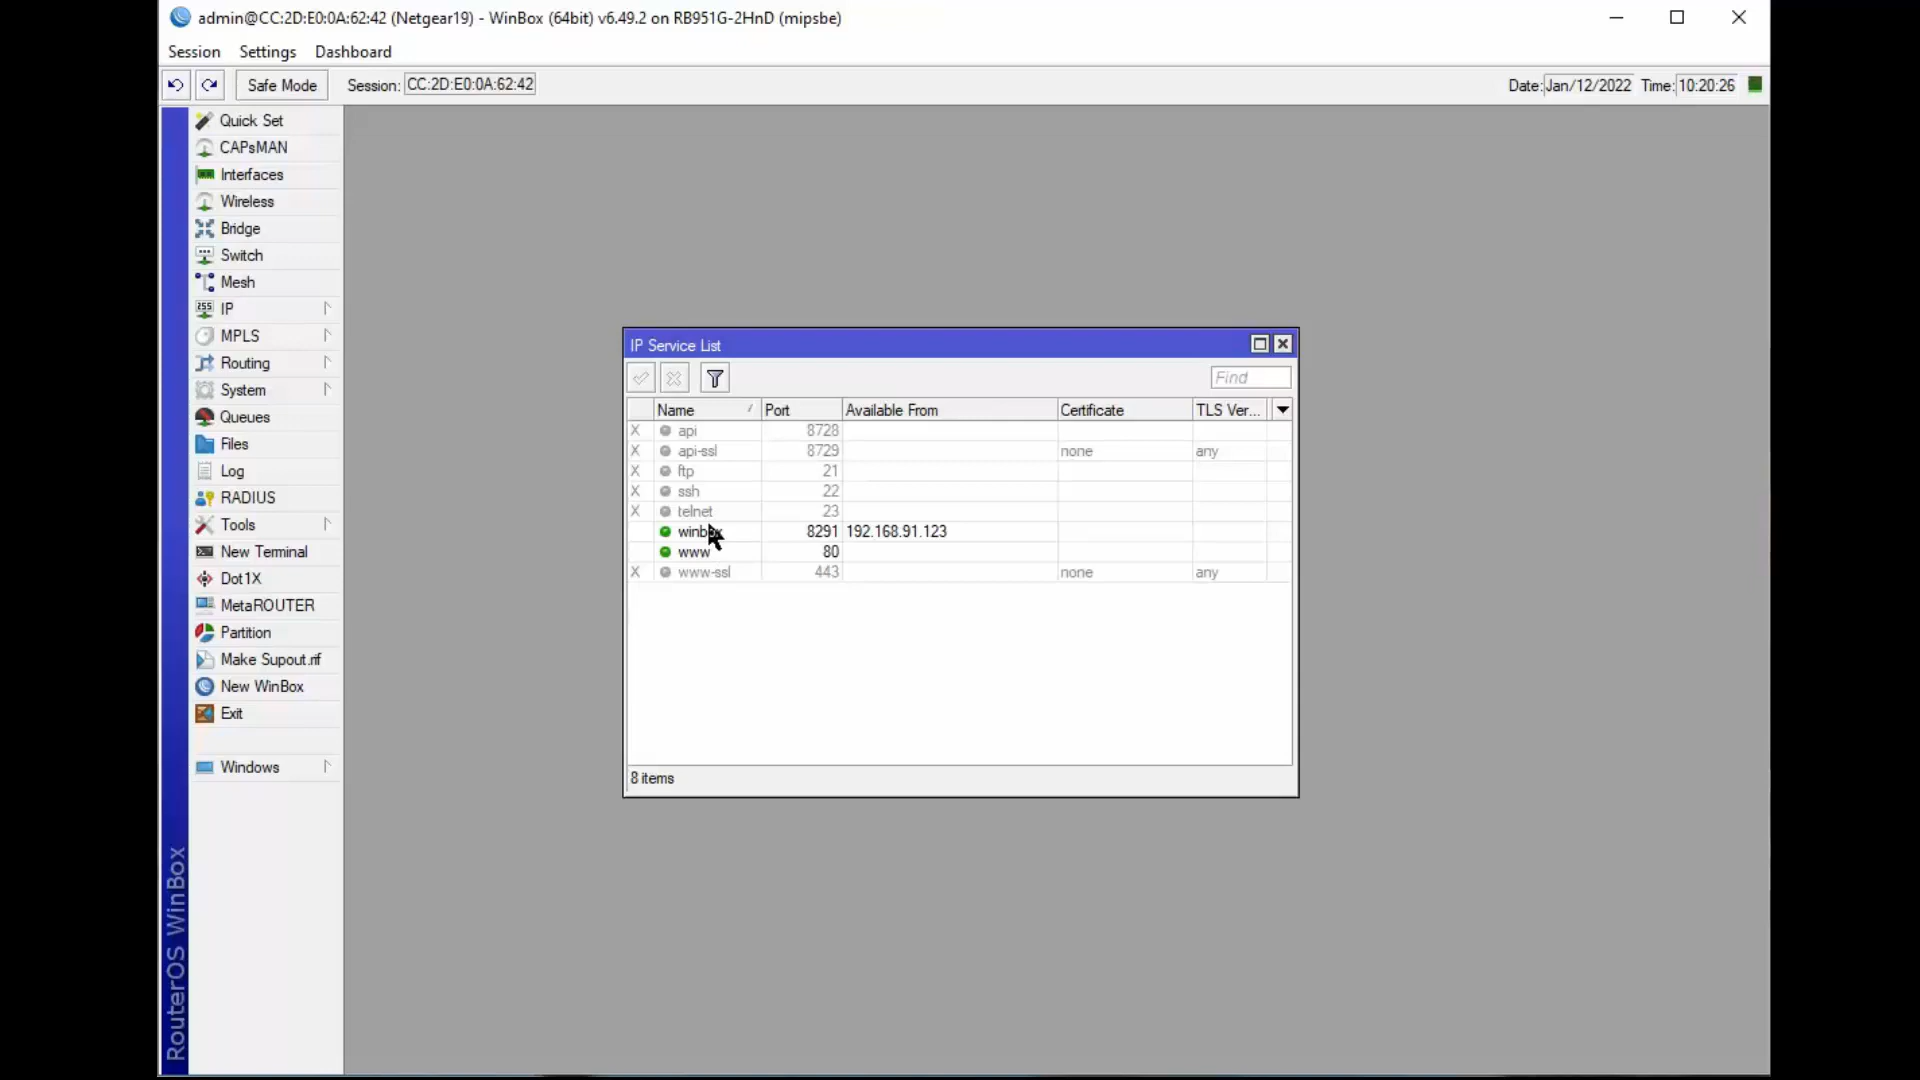 admin@CC:2D:E0:0A:62:42 (Netgear19) - WinBox (64bit) v6.49.2 on RB951G-2HnD (mipsbe)
Session Settings Dashboard
Safe Mode Session: CC:2D:E0:0A:62:42 Date: Jan/12/2022 Time: 10:20:26
Quick Set
CAPsMAN
Interfaces
Wireless
Bridge
Switch
Mesh
255 IP
MPLS
Routing
System
Queues
Files
Log
RADIUS
Tools
New Terminal
Dot1X
MetaROUTER
Partition
Make Supout.rif
New WinBox
Exit
Windows
RouterOS WinBox
IP Service List
Find
Name Port Available From Certificate TLS Ver...
X api 8728
X api-ssl 8729 none any
X ftp 21
X ssh 22
X telnet 23
winbox 8291 192.168.91.123
www 80
X www-ssl 443 none any
8 items